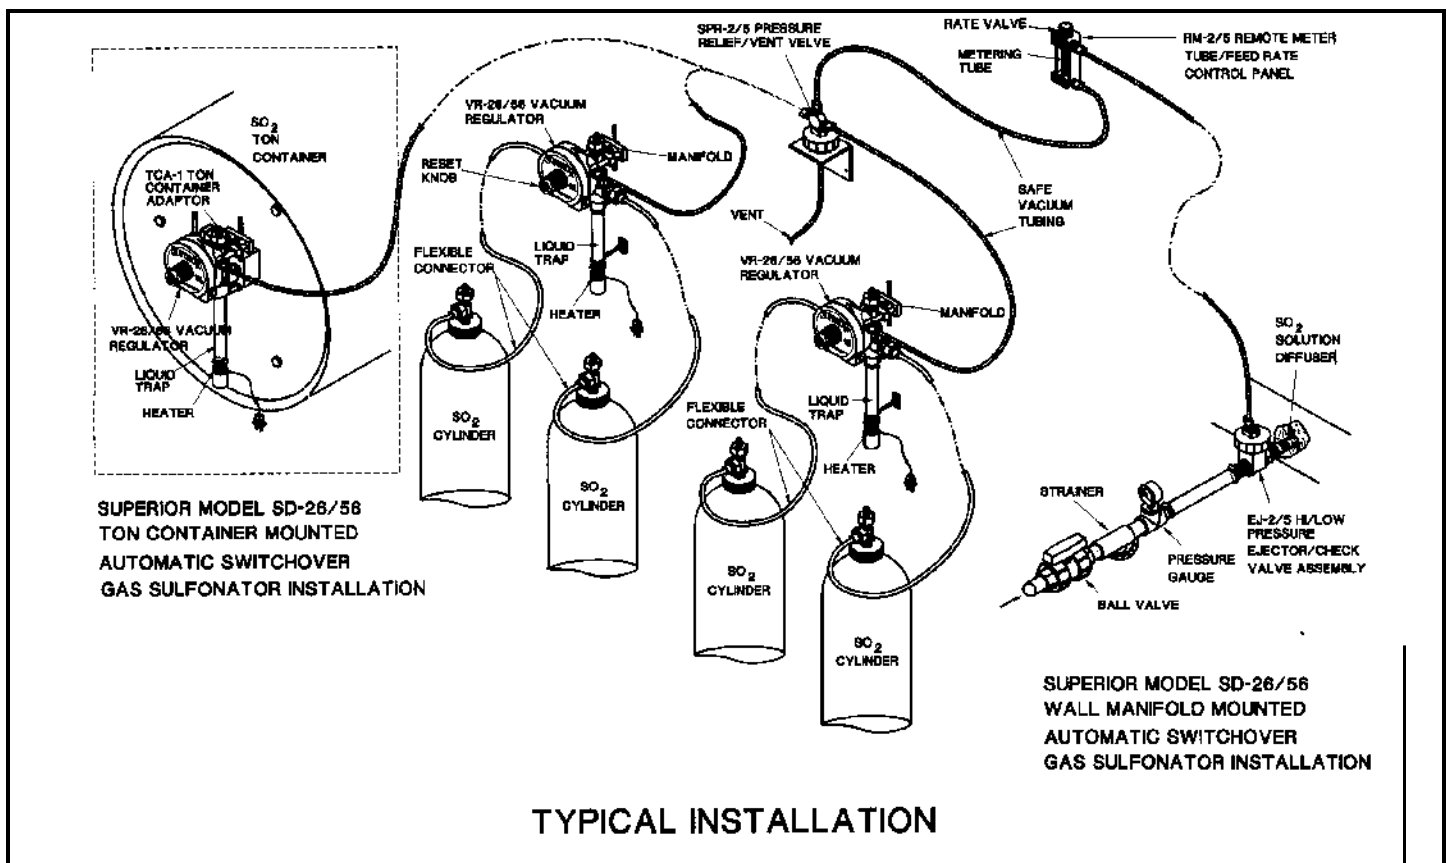 SPR-2/5 PRESSURE
RELIEF/VENT VELVE
RATE VALVE
METERING
TUBE
RM-2/5 REMOTE METER
TUBE/FEED RATE
CONTROL PANEL
SO2
TON
CONTAINER
TCA-1 TON
CONTAINER
ADAPTOR
VR-26/56 VACUUM
REGULATOR
LIQUID
TRAP
HEATER
VR-26/56 VACUUM
REGULATOR
RESET
KNOB
MANIFOLD
LIQUID
TRAP
FLEXIBLE
CONNECTOR
HEATER
SO2
CYLINDER
SO2
CYLINDER
VENT
SAFE
VACUUM
TUBING
VR-26/56 VACUUM
REGULATOR
MANIFOLD
LIQUID
TRAP
FLEXIBLE
CONNECTOR
HEATER
SO2
CYLINDER
SO2
CYLINDER
SO2
SOLUTION
DIFFUSER
STRAINER
PRESSURE
GAUGE
BALL VALVE
EJ-2/5 HI/LOW
PRESSURE
EJECTOR/CHECK
VALVE ASSEMBLY
SUPERIOR MODEL SD-26/56
TON CONTAINER MOUNTED
AUTOMATIC SWITCHOVER
GAS SULFONATOR INSTALLATION
SUPERIOR MODEL SD-26/56
WALL MANIFOLD MOUNTED
AUTOMATIC SWITCHOVER
GAS SULFONATOR INSTALLATION
TYPICAL INSTALLATION